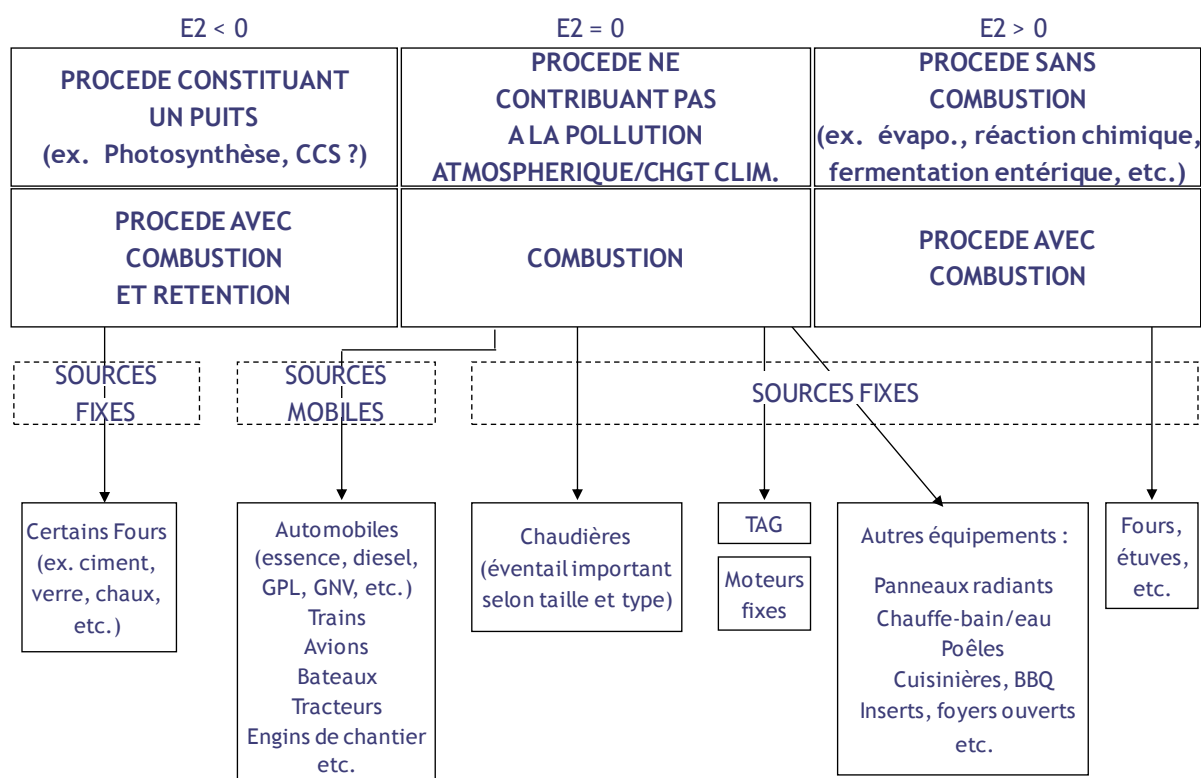 E2 < 0
E2 = 0
E2 > 0
PROCEDE CONSTITUANT
UN PUITS
(ex. Photosynthèse, CCS ?)
PROCEDE NE
CONTRIBUANT PAS
A LA POLLUTION
ATMOSPHERIQUE/CHGT CLIM.
PROCEDE SANS
COMBUSTION
(ex. évapo., réaction chimique,
fermentation entérique, etc.)
PROCEDE AVEC
COMBUSTION
ET RETENTION
COMBUSTION
PROCEDE AVEC
COMBUSTION
SOURCES
FIXES
SOURCES
MOBILES
SOURCES FIXES
Certains Fours
(ex. ciment,
verre, chaux,
etc.)
Automobiles
(essence, diesel,
GPL, GNV, etc.)
Trains
Avions
Bateaux
Tracteurs
Engins de chantier
etc.
Chaudières
(éventail important
selon taille et type)
TAG
Moteurs
fixes
Autres équipements :
Panneaux radiants
Chauffe-bain/eau
Poêles
Cuisinières, BBQ
Inserts, foyers ouverts
etc.
Fours,
étuves,
etc.